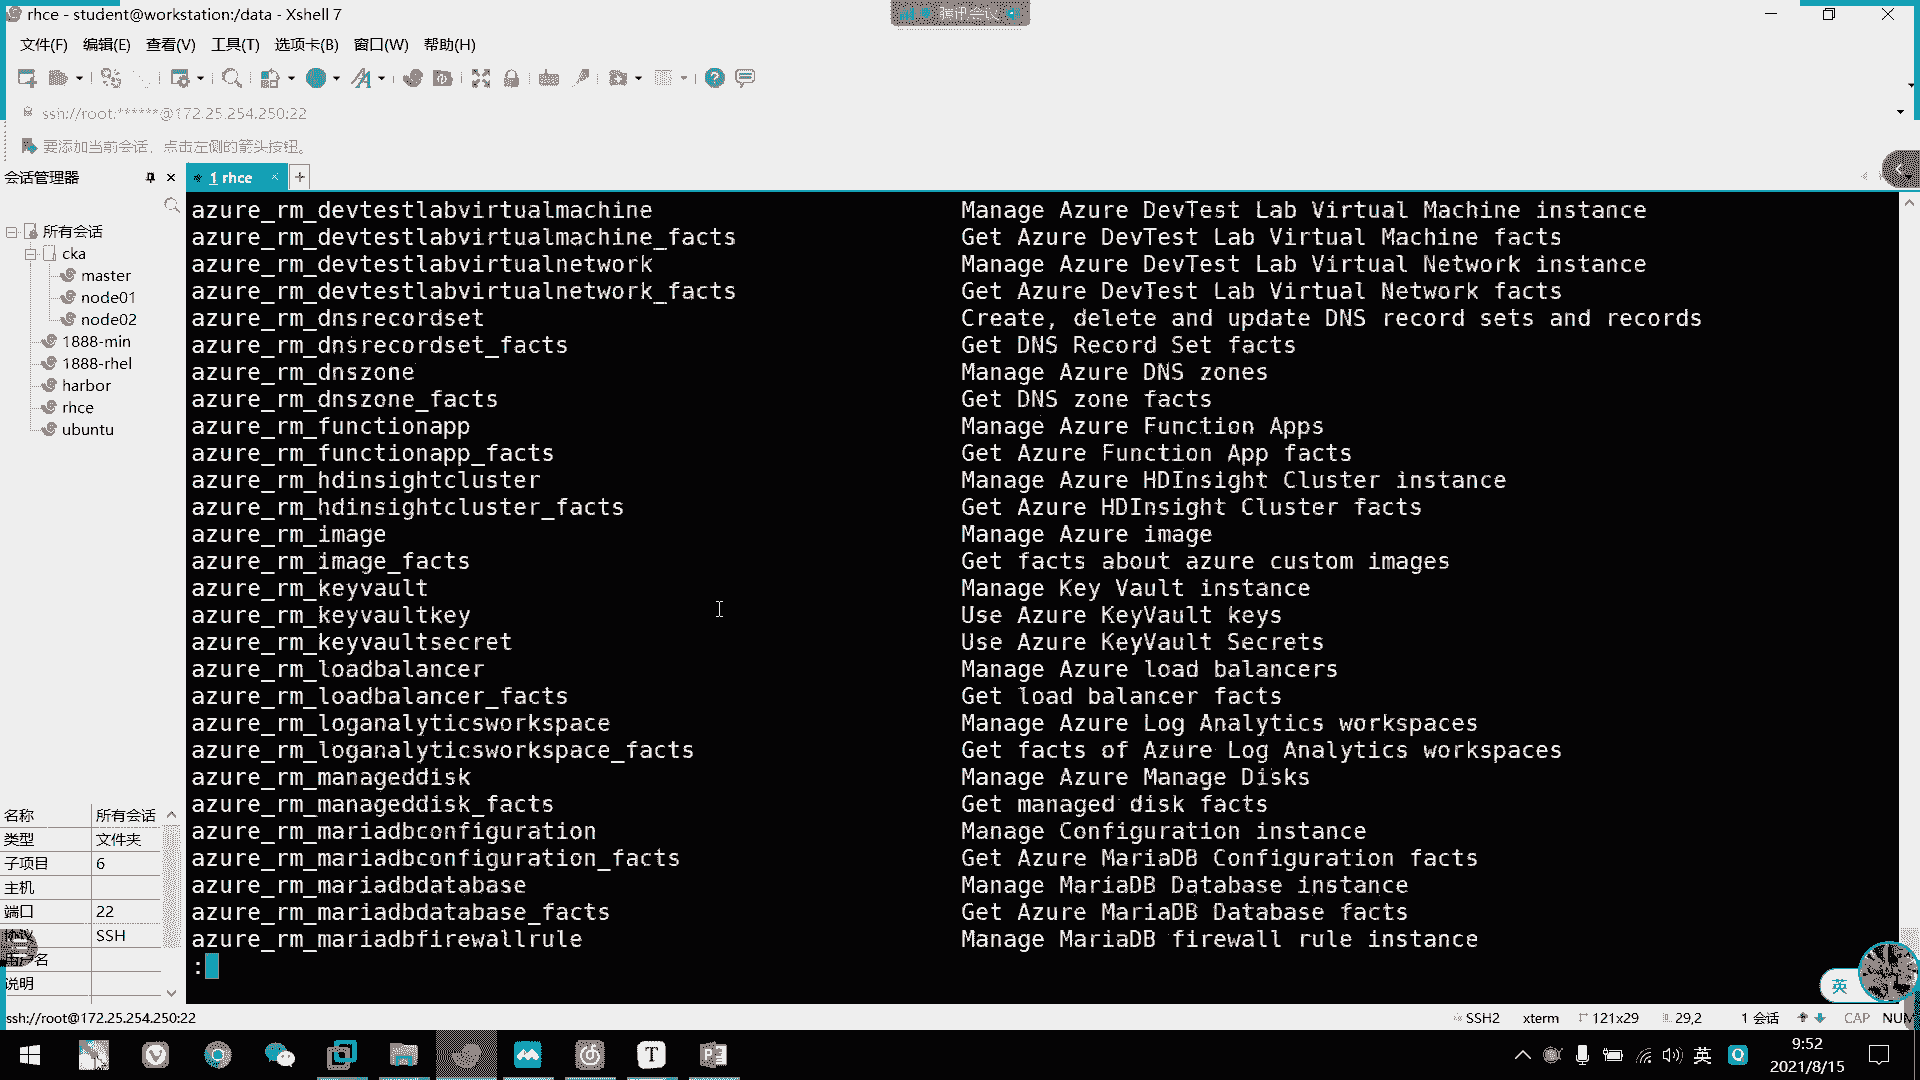 rhce - student@workstation:/data - Xshell 7
腾讯会议
文件(F) 编辑(E) 查看(V) 工具(T) 选项卡(B) 窗口(W) 帮助(H)
ssh://root:******@172.25.254.250:22
要添加当前会话，点击左侧的箭头按钮。
会话管理器
1 rhce
所有会话
cka
master
node01
node02
1888-min
1888-rhel
harbor
rhce
ubuntu
名称 所有会话
类型 文件夹
子项目 6
主机
端口 22
SSH
说明
azure_rm_devtestlabvirtualmachine Manage Azure DevTest Lab Virtual Machine instance
azure_rm_devtestlabvirtualmachine_facts Get Azure DevTest Lab Virtual Machine facts
azure_rm_devtestlabvirtualnetwork Manage Azure DevTest Lab Virtual Network instance
azure_rm_devtestlabvirtualnetwork_facts Get Azure DevTest Lab Virtual Network facts
azure_rm_dnsrecordset Create, delete and update DNS record sets and records
azure_rm_dnsrecordset_facts Get DNS Record Set facts
azure_rm_dnszone Manage Azure DNS zones
azure_rm_dnszone_facts Get DNS zone facts
azure_rm_functionapp Manage Azure Function Apps
azure_rm_functionapp_facts Get Azure Function App facts
azure_rm_hdinsightcluster Manage Azure HDInsight Cluster instance
azure_rm_hdinsightcluster_facts Get Azure HDInsight Cluster facts
azure_rm_image Manage Azure image
azure_rm_image_facts Get facts about azure custom images
azure_rm_keyvault Manage Key Vault instance
azure_rm_keyvaultkey Use Azure KeyVault keys
azure_rm_keyvaultsecret Use Azure KeyVault Secrets
azure_rm_loadbalancer Manage Azure load balancers
azure_rm_loadbalancer_facts Get load balancer facts
azure_rm_loganalyticsworkspace Manage Azure Log Analytics workspaces
azure_rm_loganalyticsworkspace_facts Get facts of Azure Log Analytics workspaces
azure_rm_manageddisk Manage Azure Manage Disks
azure_rm_manageddisk_facts Get managed disk facts
azure_rm_mariadbconfiguration Manage Configuration instance
azure_rm_mariadbconfiguration_facts Get Azure MariaDB Configuration facts
azure_rm_mariadbdatabase Manage MariaDB Database instance
azure_rm_mariadbdatabase_facts Get Azure MariaDB Database facts
azure_rm_mariadbfirewallrule Manage MariaDB firewall rule instance
:
英
ssh://root@172.25.254.250:22 SSH2 xterm 121x29 29,2 1 会话 CAP NUM
英
9:52
2021/8/15